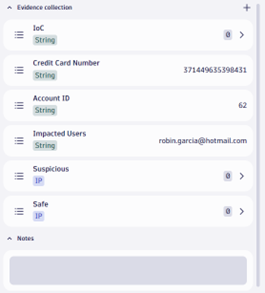 Evidence collection
IoC
String
0
Credit Card Number
String
371449635398431
Account ID
String
62
Impacted Users
String
robin.garcia@hotmail.com
Suspicious
IP
0
Safe
IP
0
Notes